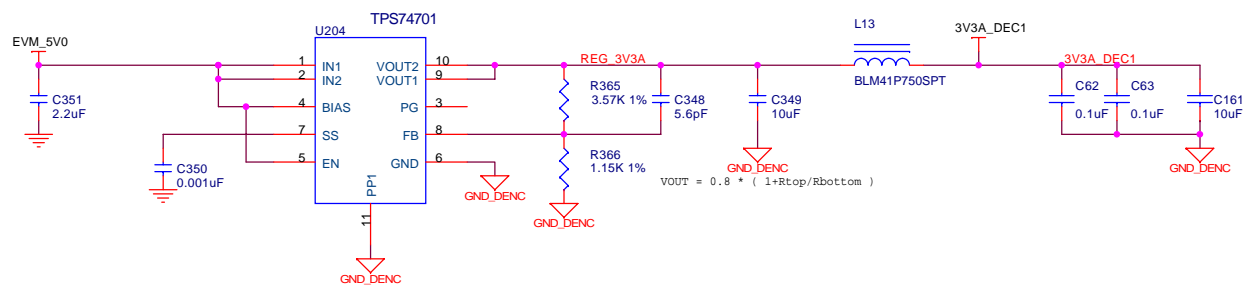 TPS74701
U204
EVM_5V0
C351
2.2uF
1
2
4
7
5
IN1
IN2
BIAS
SS
EN
PP1
11
VOUT2
VOUT1
PG
FB
GND
10
9
3
8
6
C350
0.001uF
GND_DENC
GND_DENC
REG_3V3A
R365
3.57K 1%
R366
1.15K 1%
GND_DENC
C348
5.6pF
C349
10uF
GND_DENC
VOUT = 0.8 * ( 1+Rtop/Rbottom )
L13
BLM41P750SPT
3V3A_DEC1
3V3A_DEC1
C62
0.1uF
C63
0.1uF
C161
10uF
GND_DENC